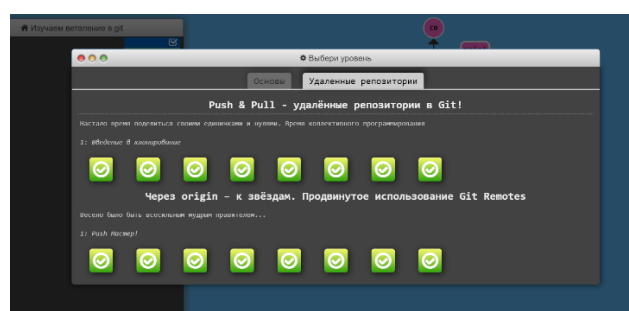 Изучаем ветвление в git
C0
Выбери уровень
Основы
Удаленные репозитории
Push & Pull - удалённые репозитории в Git!
Настало время поделиться своими единичками и нулями. Время коллективного программирования
1: Введение в клонирование
Через origin – к звёздам. Продвинутое использование Git Remotes
Весело было быть всесильным мудрым правителем...
1: Push Мастер!